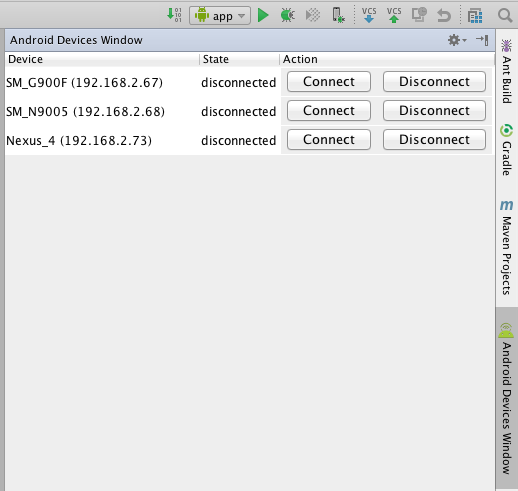 app
VCS
VCS
Android Devices Window
Device State Action
SM_G900F (192.168.2.67) disconnected Connect Disconnect
SM_N9005 (192.168.2.68) disconnected Connect Disconnect
Nexus_4 (192.168.2.73) disconnected Connect Disconnect
Ant Build
Gradle
m Maven Projects
Android Devices Window